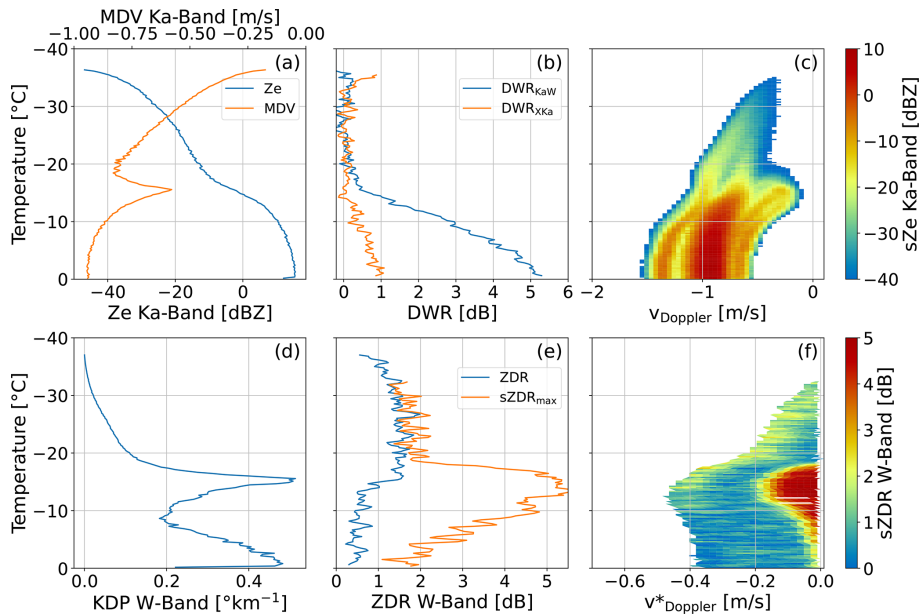 MDV Ka-Band [m/s]
−1.00 −0.75 −0.50 −0.25 0.00
(a)
Ze
MDV
−40
−30
−20
−10
0
Temperature [°C]
−50 −40 −20 0
Ze Ka-Band [dBZ]
(b)
DWR_KaW
DWR_XKa
0 1 2 3 4 5 6
DWR [dB]
(c)
−2 −1 0
v_Doppler [m/s]
10
0
−10
−20
−30
−40
sZe Ka-Band [dBZ]
(d)
−40
−30
−20
−10
0
Temperature [°C]
0.0 0.2 0.4
KDP W-Band [°km⁻¹]
(e)
ZDR
sZDR_max
0 1 2 3 4 5
ZDR W-Band [dB]
(f)
−0.6 −0.4 −0.2 0.0
v*_Doppler [m/s]
5
4
3
2
1
0
sZDR W-Band [dB]